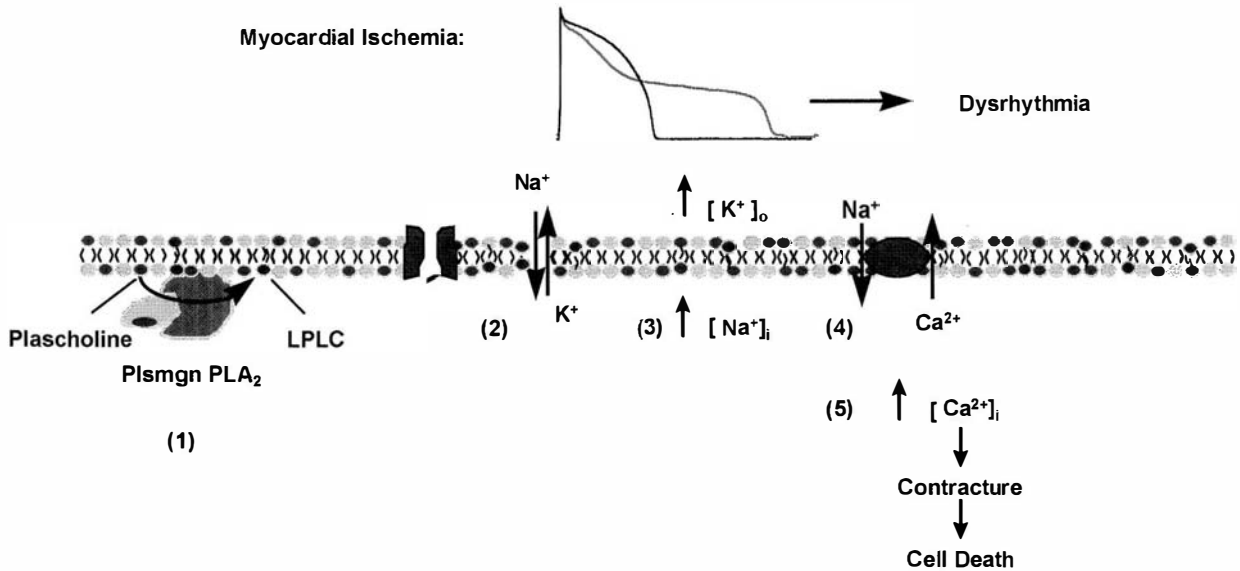 Myocardial Ischemia:
Dysrhythmia
Na⁺
[ K⁺ ]ₒ
Na⁺
Plascholine
LPLC
(2)
K⁺
(3)
[ Na⁺]ᵢ
(4)
Ca²⁺
Plsmgn PLA₂
(1)
(5)
[ Ca²⁺]ᵢ
Contracture
Cell Death